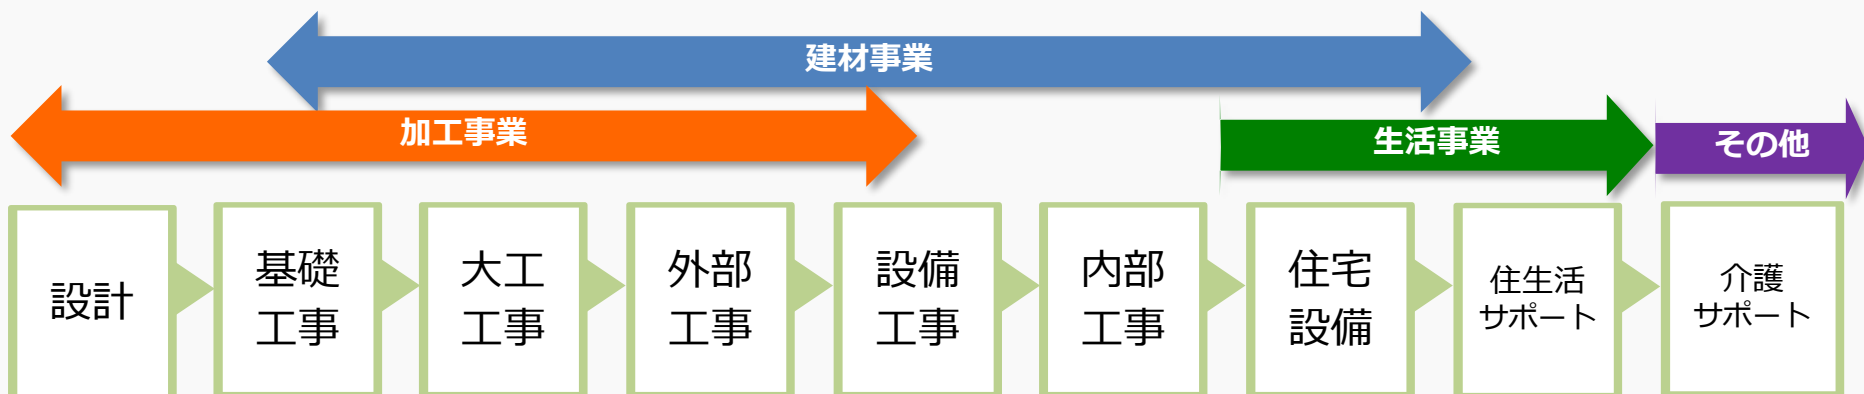 建材事業
加工事業
生活事業
その他
設計
基礎
工事
大工
工事
外部
工事
設備
工事
内部
工事
住宅
設備
住生活
サポート
介護
サポート